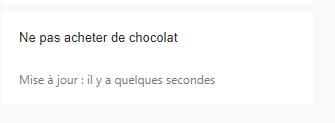 Ne pas acheter de chocolat
Mise à jour : il y a quelques secondes